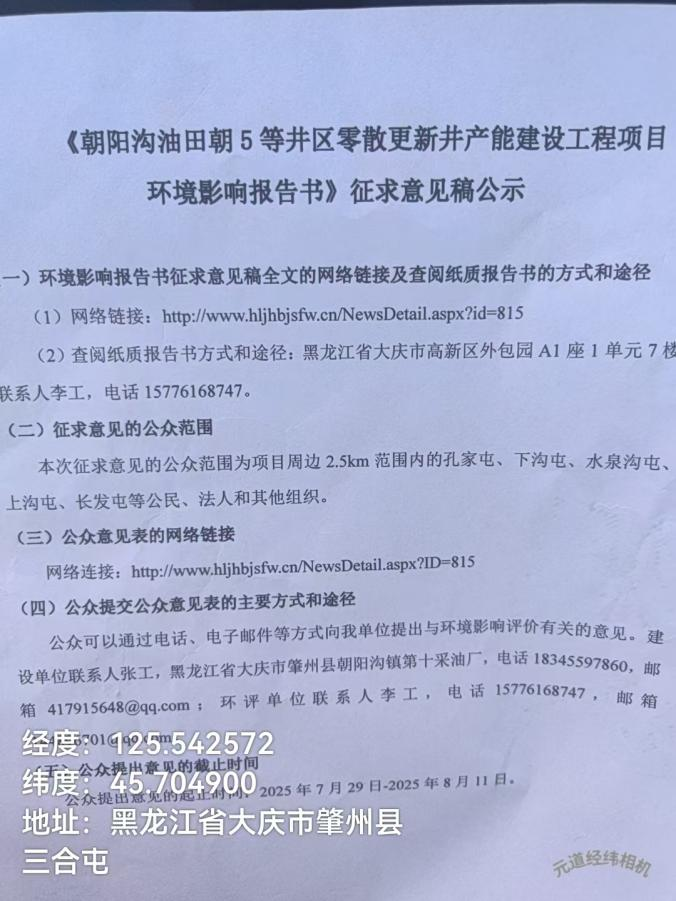 《朝阳沟油田朝 5 等井区零散更新井产能建设工程项目
环境影响报告书》征求意见稿公示
一）环境影响报告书征求意见稿全文的网络链接及查阅纸质报告书的方式和途径
（1）网络链接：http://www.hljhbjsfw.cn/NewsDetail.aspx?id=815
（2）查阅纸质报告书方式和途径：黑龙江省大庆市高新区外包园 A1 座 1 单元 7 楼
联系人李工，电话 15776168747。
（二）征求意见的公众范围
本次征求意见的公众范围为项目周边 2.5km 范围内的孔家屯、下沟屯、水泉沟屯、
上沟屯、长发屯等公民、法人和其他组织。
（三）公众意见表的网络链接
网络连接：http://www.hljhbjsfw.cn/NewsDetail.aspx?ID=815
（四）公众提交公众意见表的主要方式和途径
公众可以通过电话、电子邮件等方式向我单位提出与环境影响评价有关的意见。建
设单位联系人张工，黑龙江省大庆市肇州县朝阳沟镇第十采油厂，电话 18345597860，邮
箱 417915648@qq.com；环评单位联系人李工，电话 15776168747，邮箱
701@qq.com
（五）公众提出意见的截止时间
公众提出意见的起止时间：2025 年 7 月 29 日-2025 年 8 月 11 日。
经度：125.542572
纬度：45.704900
地址：黑龙江省大庆市肇州县
三合屯
元道经纬相机